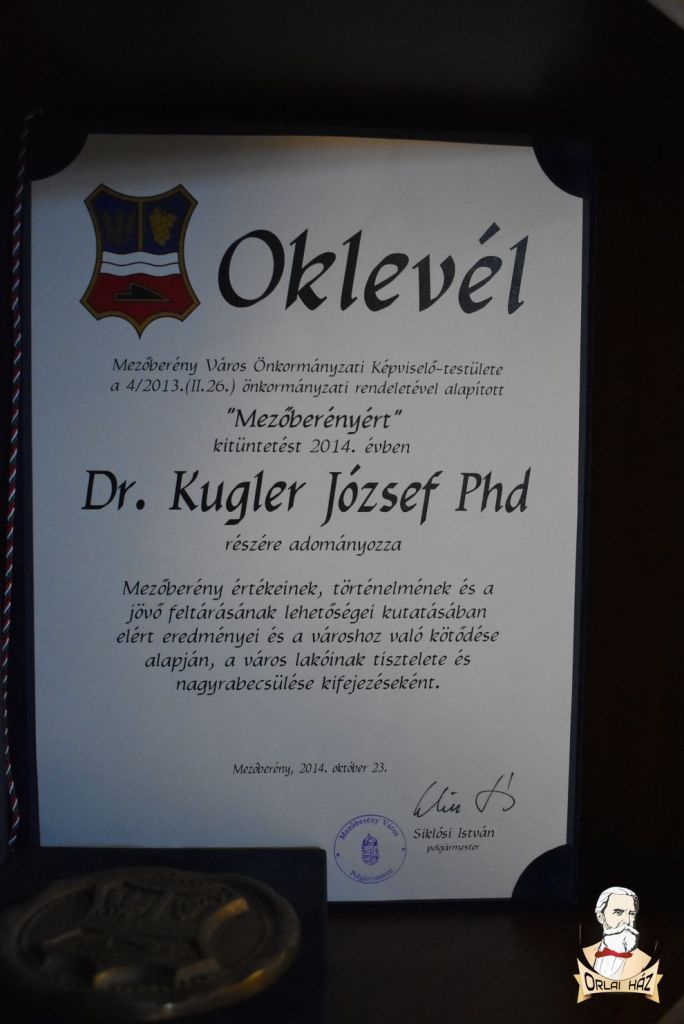 Oklevél
Mezőberény Város Önkormányzati Képviselő-testülete
a 4/2013.(II.26.) önkormányzati rendeletével alapított
"Mezőberényért"
kitüntetést 2014. évben
Dr. Kugler József Phd
részére adományozza
Mezőberény értékeinek, történelmének és a
jövő feltárásának lehetőségei kutatásában
elért eredményei és a városhoz való kötődése
alapján, a város lakóinak tisztelete és
nagyrabecsülése kifejezéseként.
Mezőberény, 2014. október 23.
Siklósi István
polgármester
Mezőberény Város
Polgármestere
ORLAI HÁZ